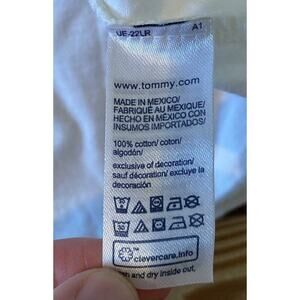 UE-22LR A1
www.tommy.com
MADE IN MEXICO/
FABRIQUÉ AU MEXIQUE/
HECHO EN MÉXICO CON
INSUMOS IMPORTADOS/
100% cotton/ coton/
algodón/
exclusive of decoration/
sauf décoration/ excluye la
decoración
30
clevercare.info
and dry inside out,